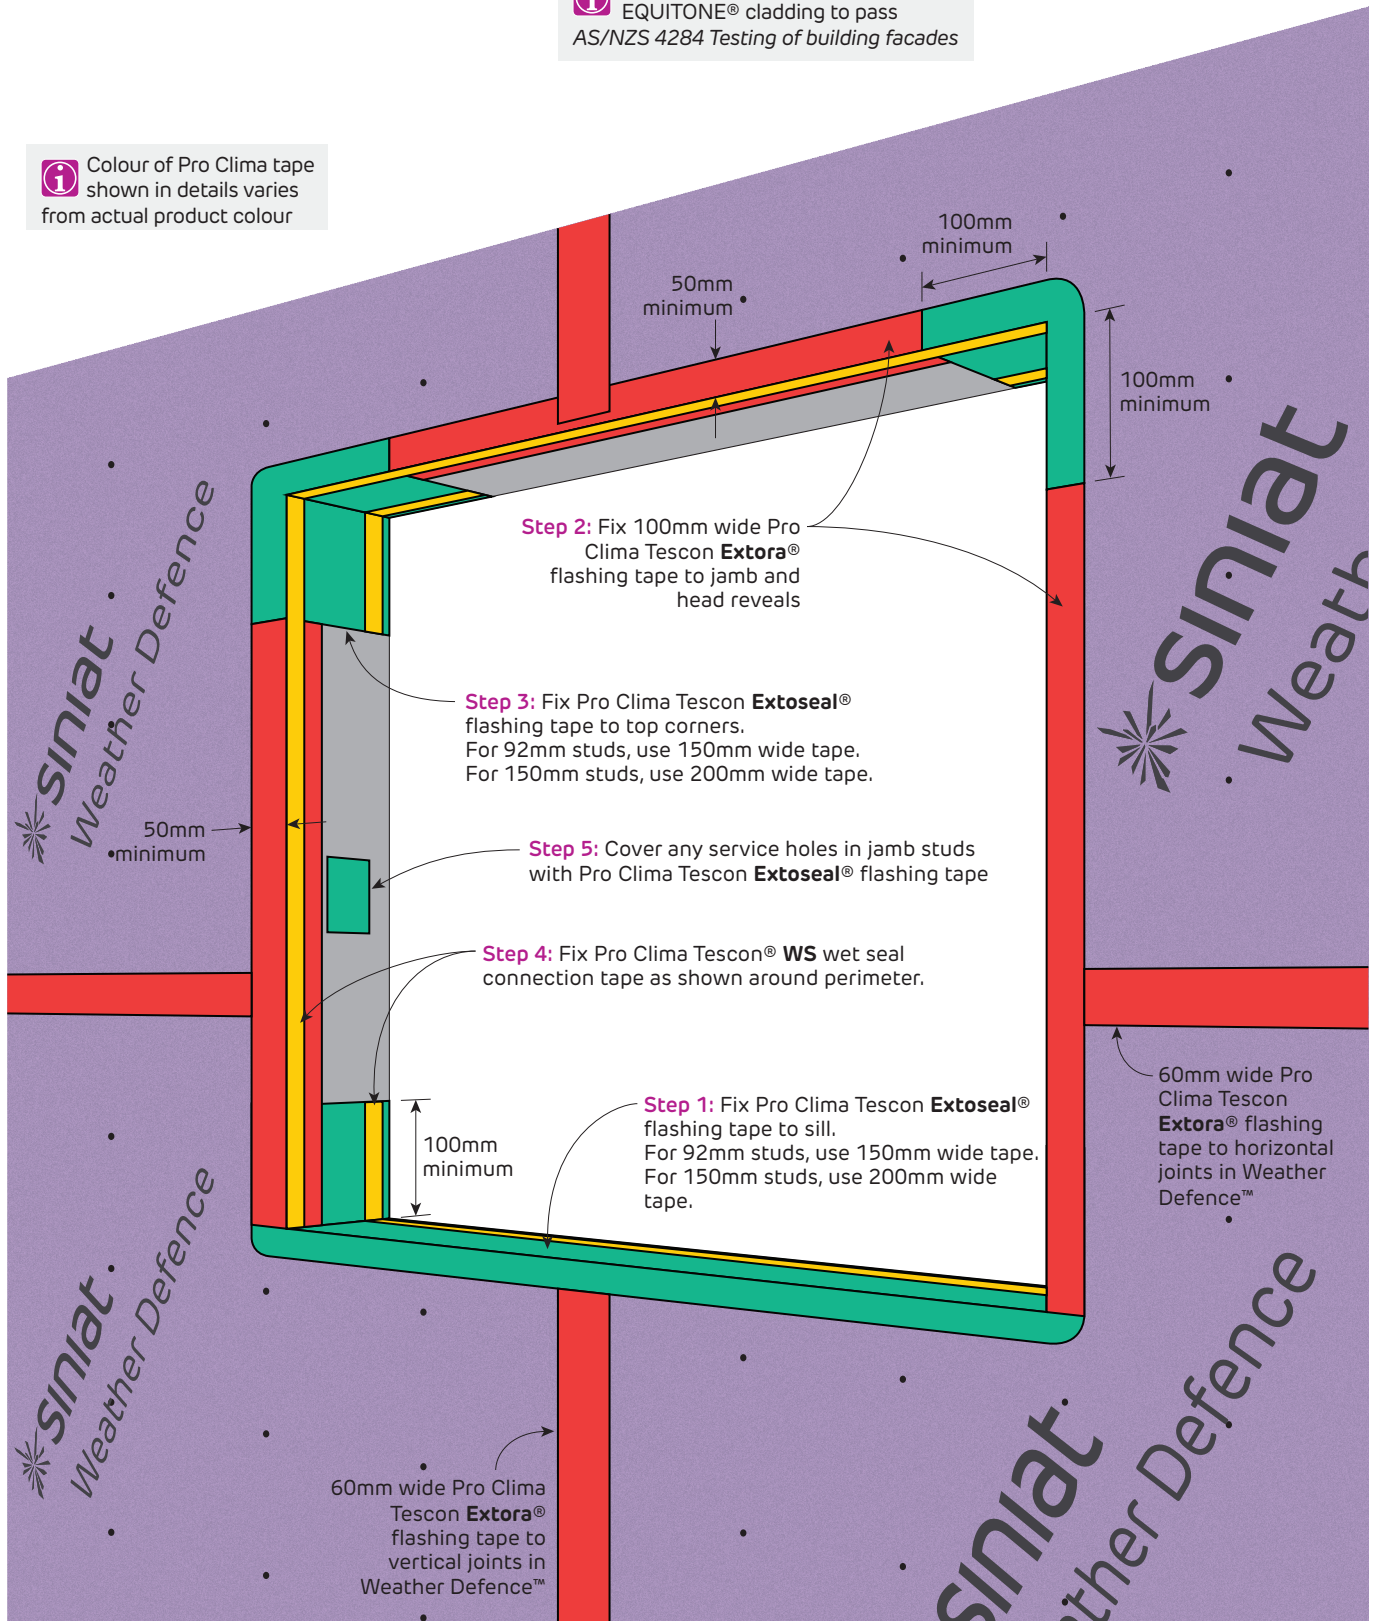 EQUITONE® cladding to pass
AS/NZS 4284 Testing of building facades
Colour of Pro Clima tape
shown in details varies
from actual product colour
100mm
minimum
50mm
minimum
100mm
minimum
Step 2: Fix 100mm wide Pro
Clima Tescon Extora®
flashing tape to jamb and
head reveals
siniat
Weath
siniat
Weather Defence
Step 3: Fix Pro Clima Tescon Extoseal®
flashing tape to top corners.
For 92mm studs, use 150mm wide tape.
For 150mm studs, use 200mm wide tape.
50mm
minimum
Step 5: Cover any service holes in jamb studs
with Pro Clima Tescon Extoseal® flashing tape
Step 4: Fix Pro Clima Tescon® WS wet seal
connection tape as shown around perimeter.
60mm wide Pro
Clima Tescon
Extora® flashing
tape to horizontal
joints in Weather
Defence™
Step 1: Fix Pro Clima Tescon Extoseal®
flashing tape to sill.
For 92mm studs, use 150mm wide tape.
For 150mm studs, use 200mm wide
tape.
100mm
minimum
siniat
Weather Defence
siniat
ather Defence
60mm wide Pro Clima
Tescon Extora®
flashing tape to
vertical joints in
Weather Defence™